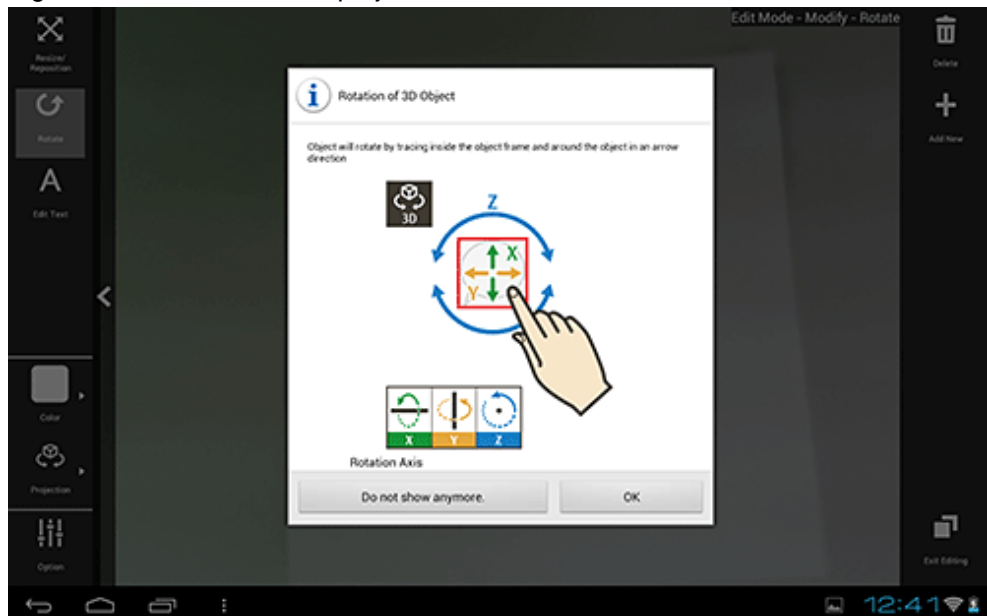 Edit Mode - Modify - Rotate
Resize/
Reposition
Rotate
Edit Text
Color
Projection
Option
Rotation of 3D Object
Object will rotate by tracing inside the object frame and around the object in an arrow
direction
3D
Z
X
Y
X Y Z
Rotation Axis
Do not show anymore.
OK
Delete
Add New
Exit Editing
12:41